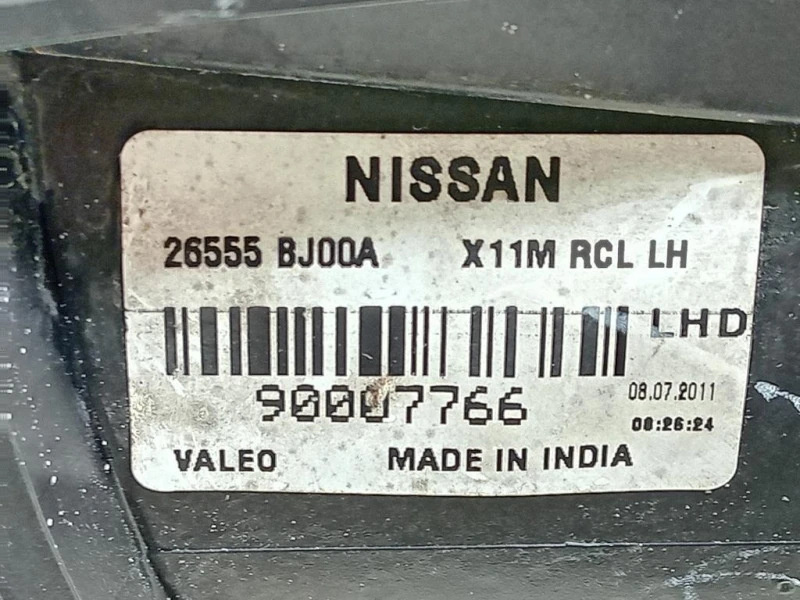 NISSAN
26555 BJ00A X11M RCL LH
LHD
90007766 08.07.2011
08:26:24
VALEO MADE IN INDIA